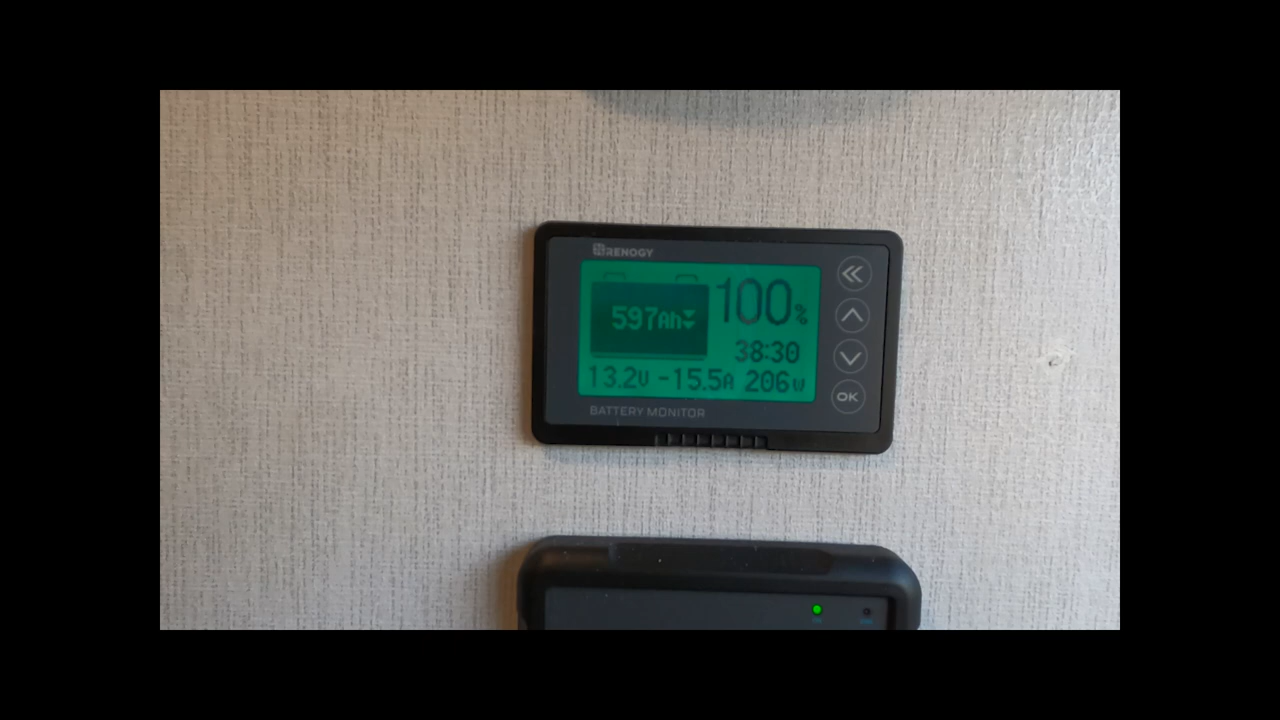 RENOGY
597Ah
100%
38:30
13.2V -15.5A 206W
BATTERY MONITOR
OK